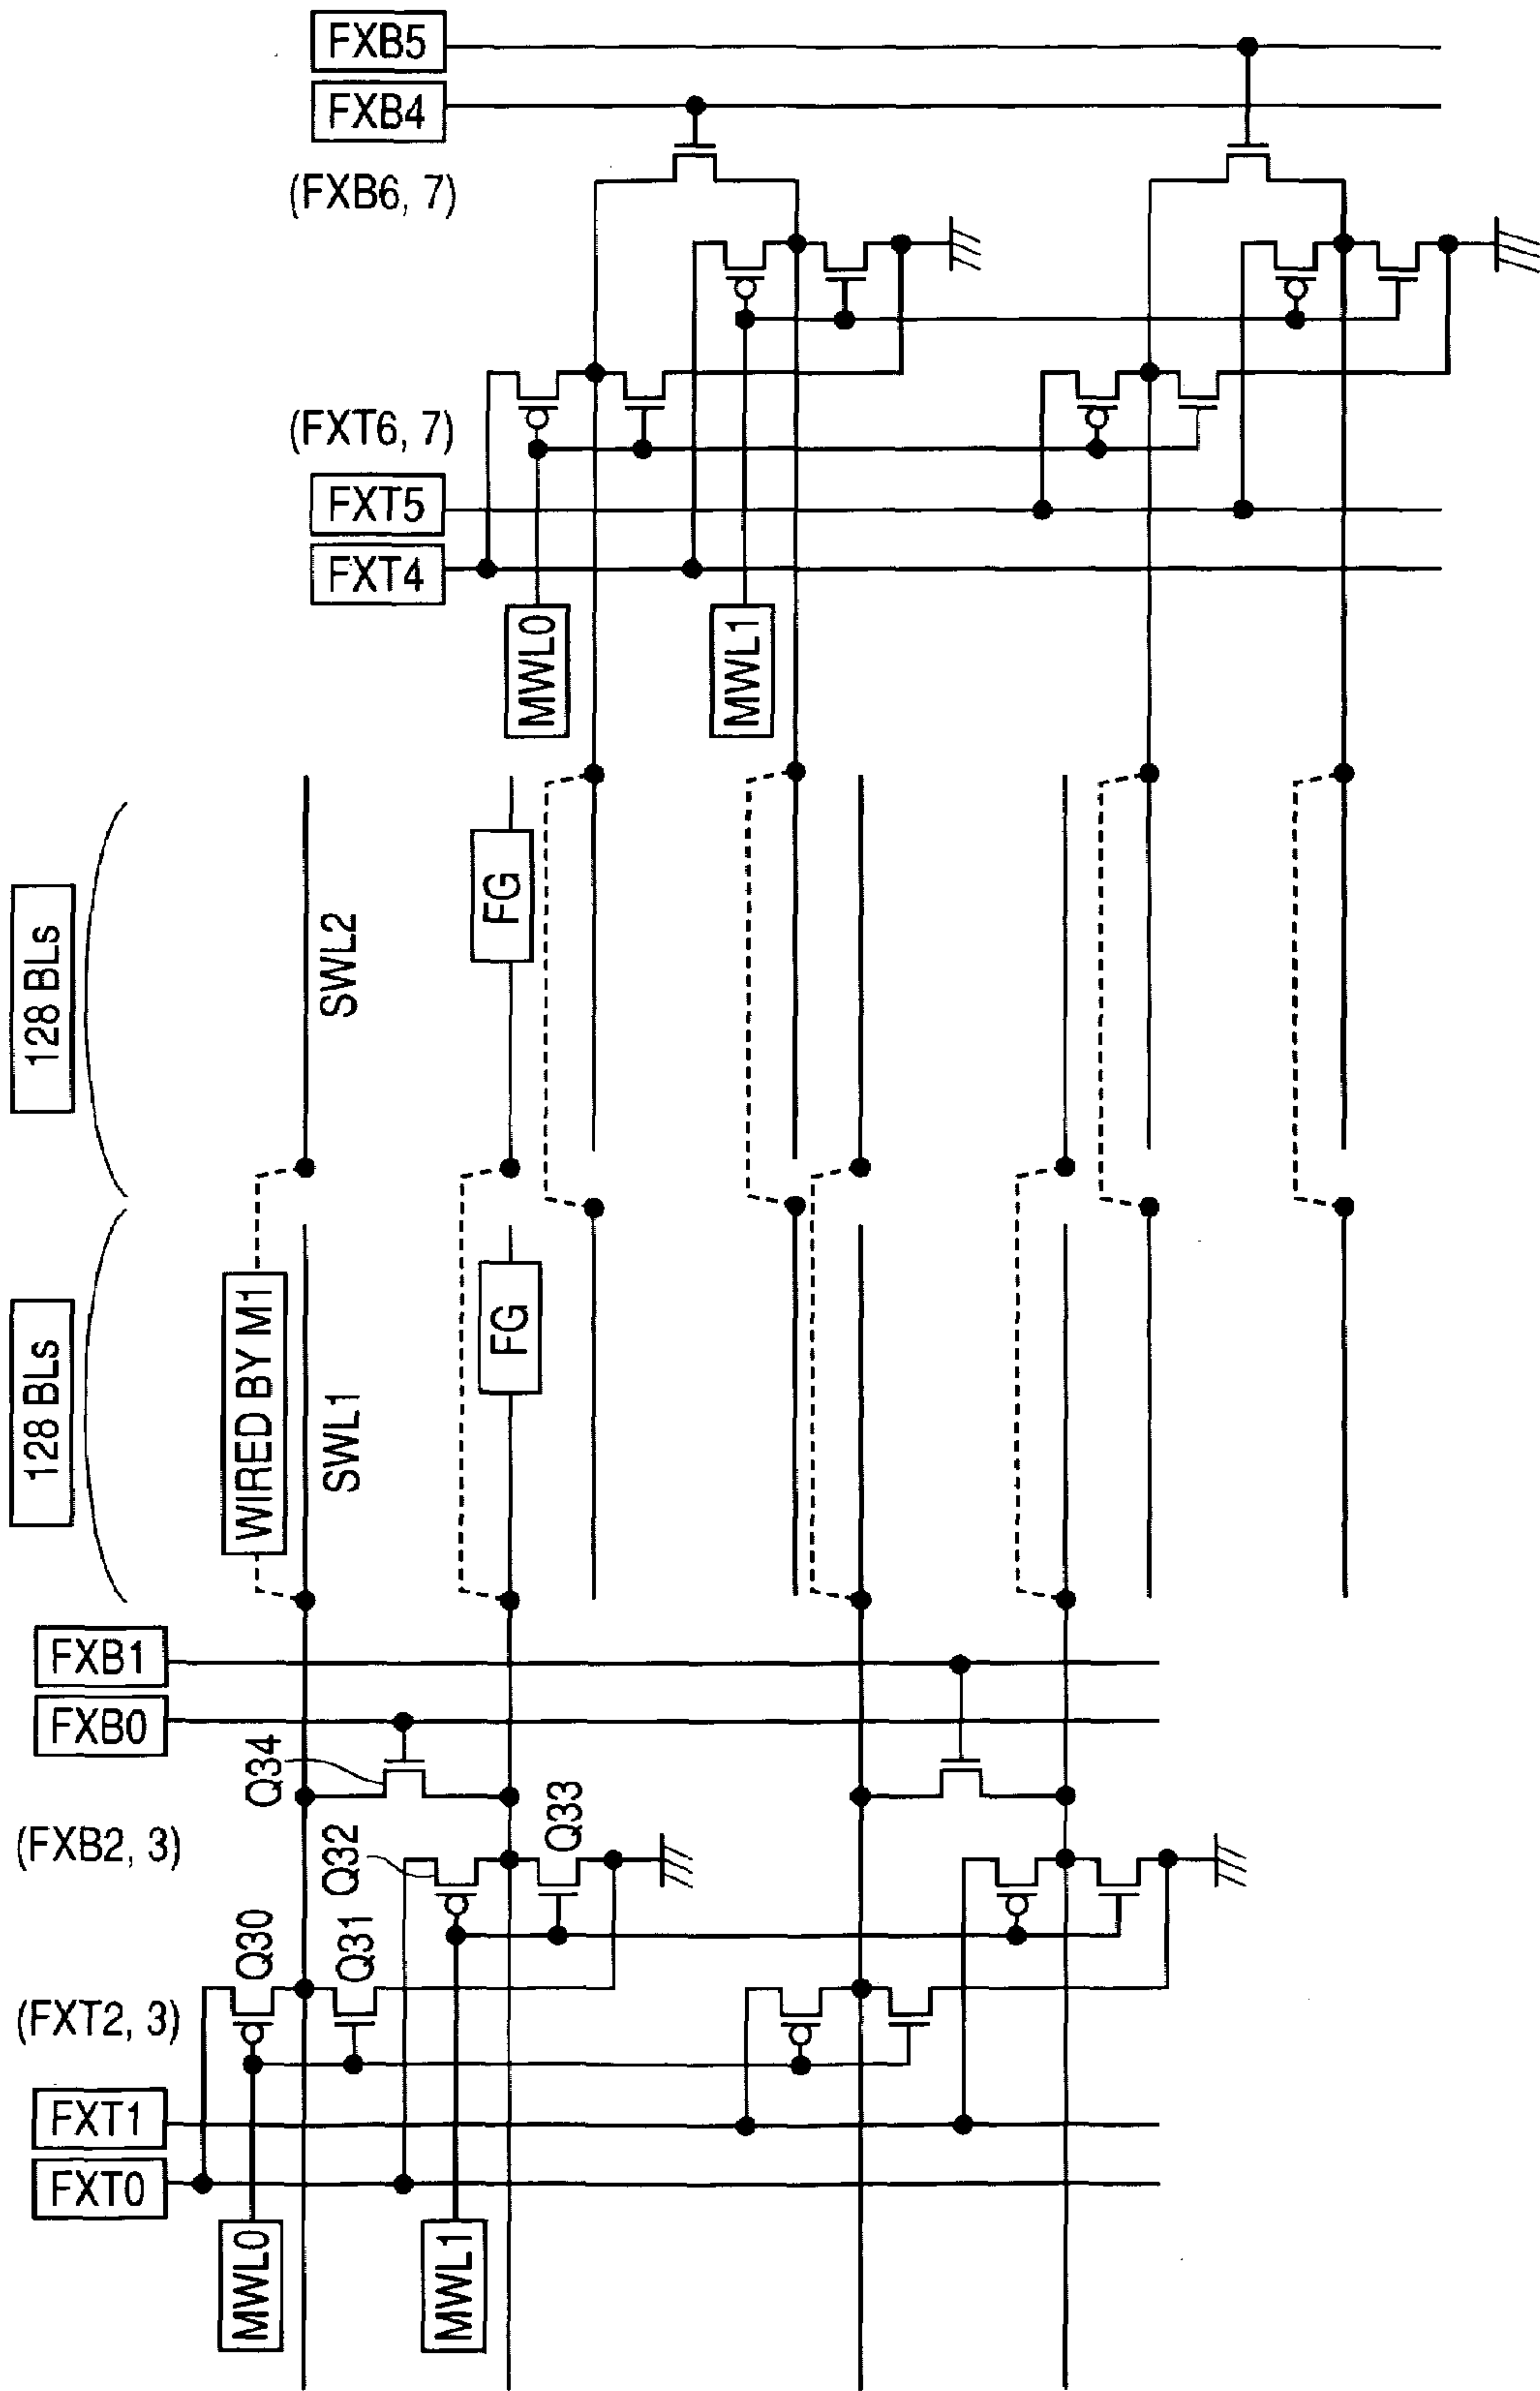 FXB5
FXB4
(FXB6, 7)
(FXT6, 7)
FXT5
FXT4
MWL0
MWL1
128 BLs
SWL2
FG
128 BLs
WIRED BY M1
SWL1
FG
FXB1
FXB0
Q34
(FXB2, 3)
Q32
Q33
Q30
Q31
(FXT2, 3)
FXT1
FXT0
MWL0
MWL1